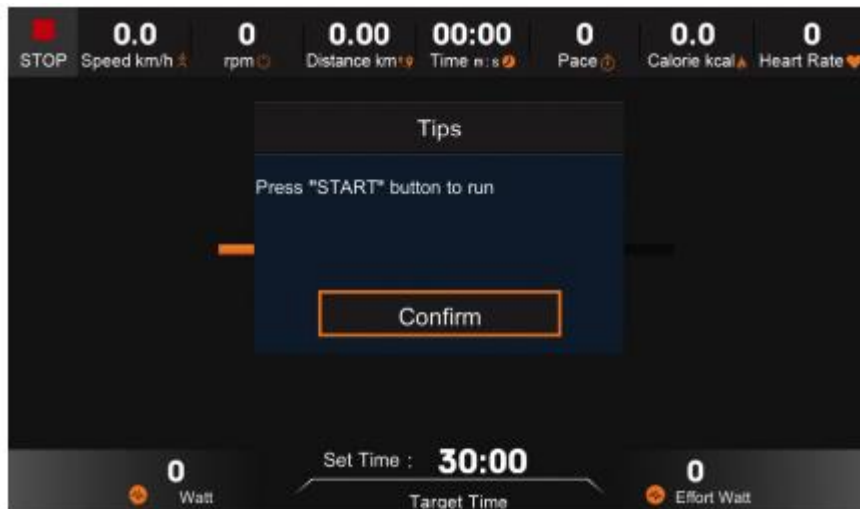 0.0 0 0.00 00:00 0 0.0 0
STOP Speed km/h rpm Distance km Time m:s Pace Calorie kcal Heart Rate
Tips
Press "START" button to run
Confirm
Set Time : 30:00
0 0
Watt Target Time Effort Watt